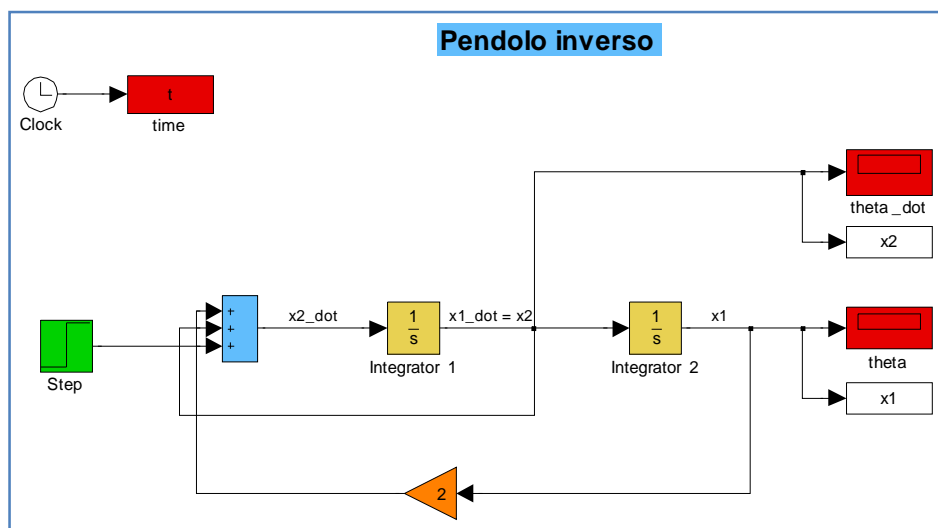 Pendolo inverso
t
Clock
time
theta _dot
x2
+
+
+
x2_dot
1
s
x1_dot = x2
1
s
x1
Step
Integrator 1
Integrator 2
theta
x1
2